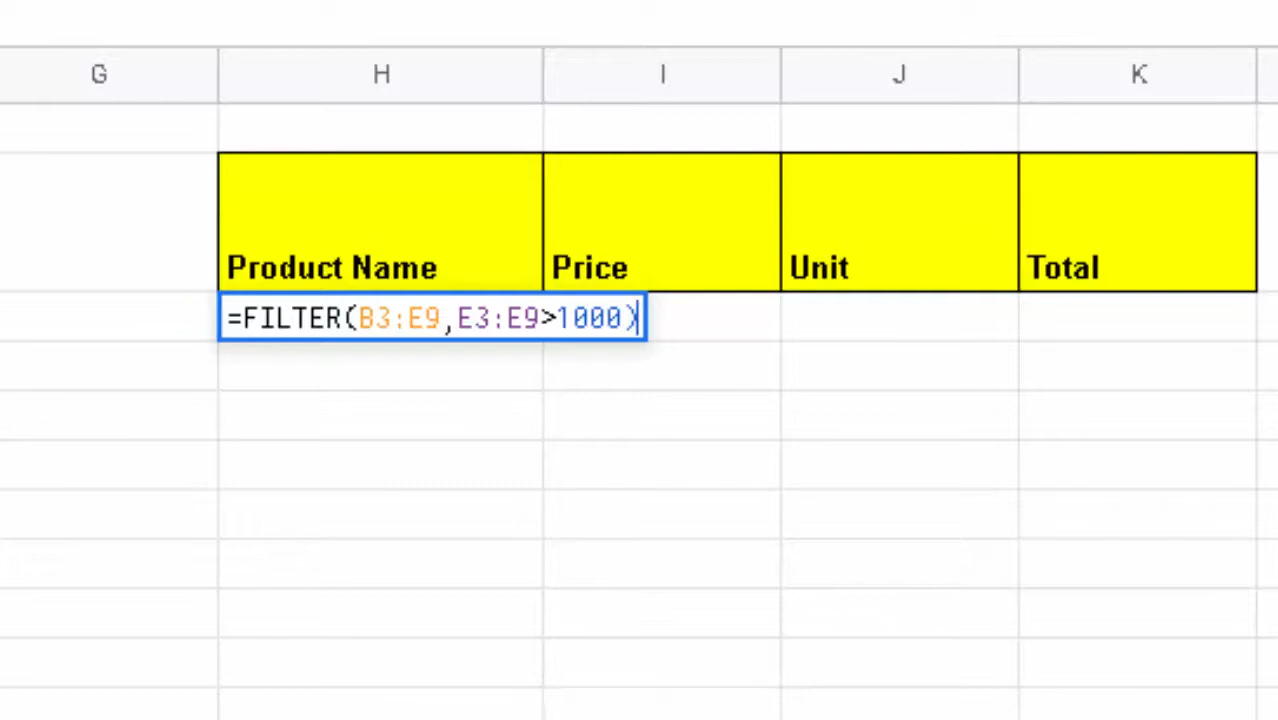 G H I J K
Product Name Price Unit Total
=FILTER(B3:E9,E3:E9>1000)